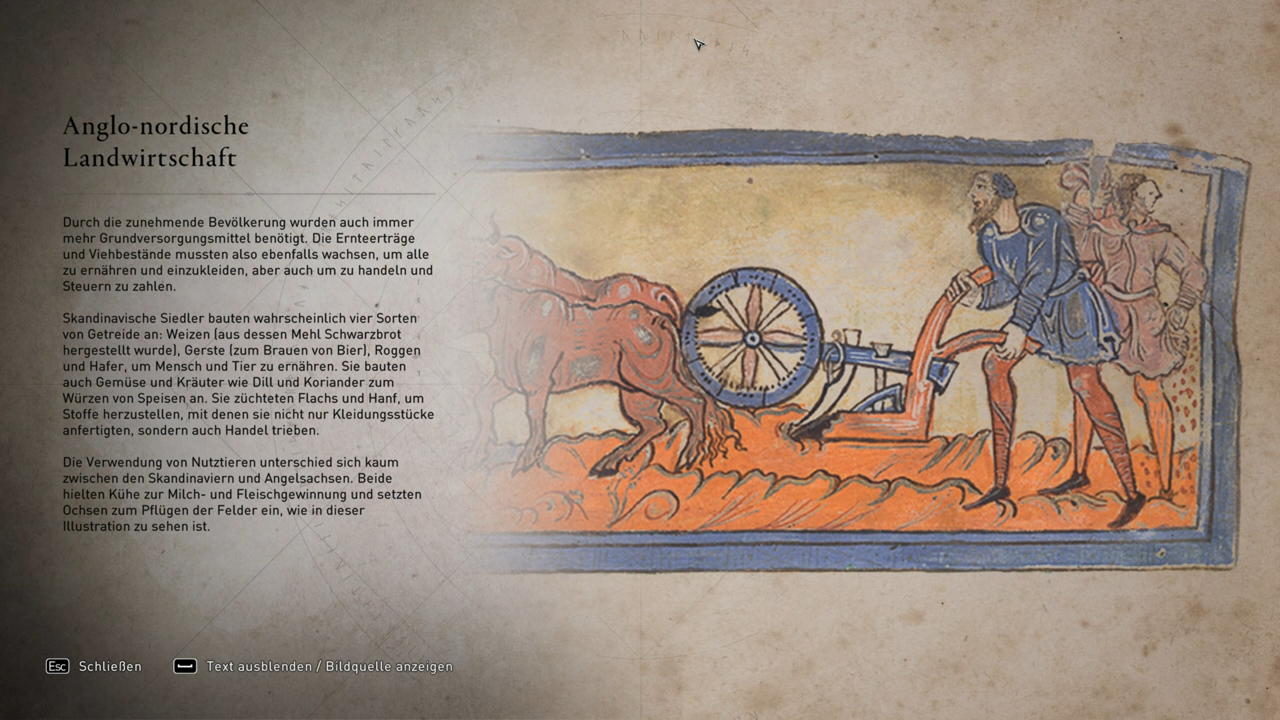 Anglo-nordische
Landwirtschaft
Durch die zunehmende Bevölkerung wurden auch immer
mehr Grundversorgungsmittel benötigt. Die Ernteerträge
und Viehbestände mussten also ebenfalls wachsen, um alle
zu ernähren und einzukleiden, aber auch um zu handeln und
Steuern zu zahlen.
Skandinavische Siedler bauten wahrscheinlich vier Sorten
von Getreide an: Weizen (aus dessen Mehl Schwarzbrot
hergestellt wurde), Gerste (zum Brauen von Bier), Roggen
und Hafer, um Mensch und Tier zu ernähren. Sie bauten
auch Gemüse und Kräuter wie Dill und Koriander zum
Würzen von Speisen an. Sie züchteten Flachs und Hanf, um
Stoffe herzustellen, mit denen sie nicht nur Kleidungsstücke
anfertigten, sondern auch Handel trieben.
Die Verwendung von Nutztieren unterschied sich kaum
zwischen den Skandinaviern und Angelsachsen. Beide
hielten Kühe zur Milch- und Fleischgewinnung und setzten
Ochsen zum Pflügen der Felder ein, wie in dieser
Illustration zu sehen ist.
Esc Schließen Text ausblenden / Bildquelle anzeigen